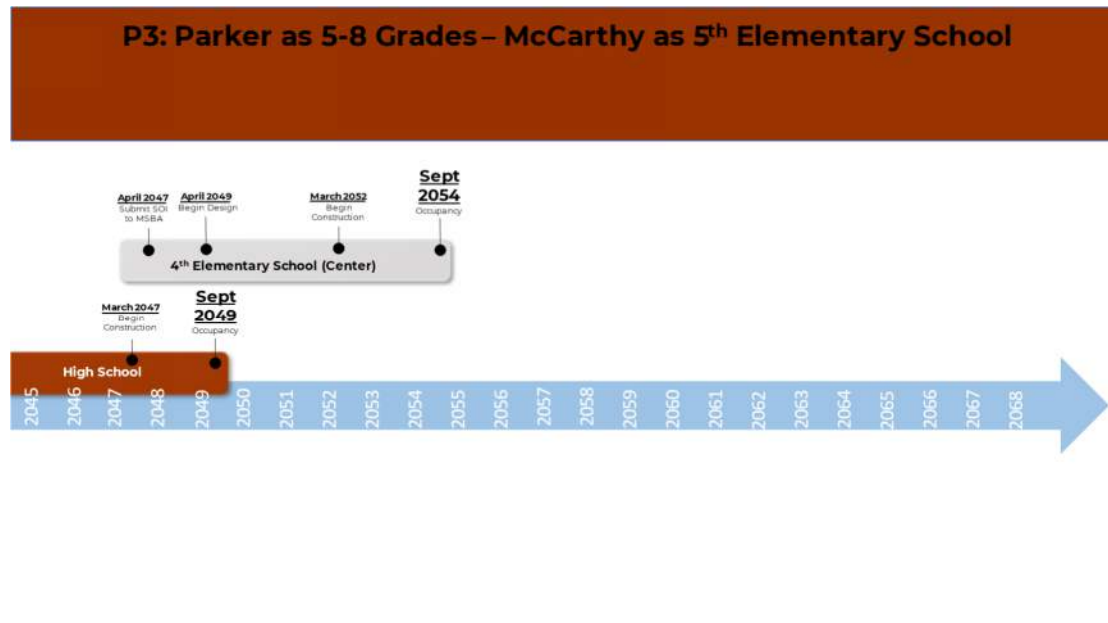 P3: Parker as 5-8 Grades – McCarthy as 5th Elementary School
Sept
2054
Occupancy
April 2047
Submit SOI
to MSBA
April 2049
Begin Design
March 2052
Begin
Construction
4th Elementary School (Center)
Sept
2049
Occupancy
March 2047
Begin
Construction
High School
2045
2046
2047
2048
2049
2050
2051
2052
2053
2054
2055
2056
2057
2058
2059
2060
2061
2062
2063
2064
2065
2066
2067
2068